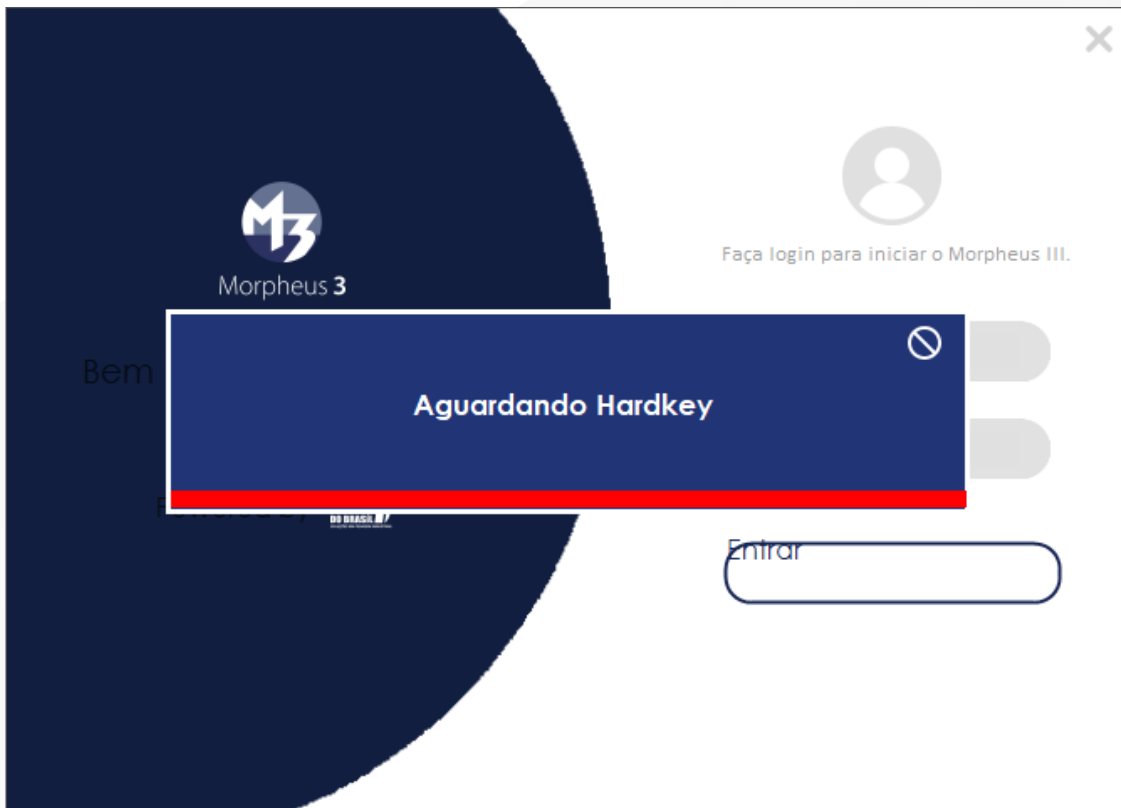 M3
Morpheus 3
Faça login para iniciar o Morpheus III.
Bem
Aguardando Hardkey
DO BRASIL
Entrar